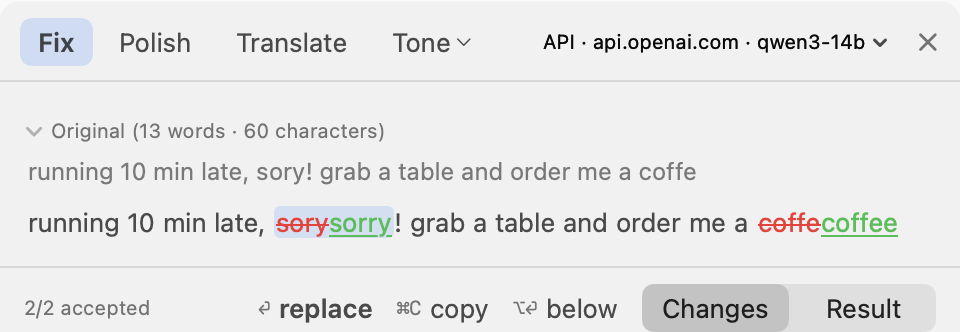 Fix Polish Translate Tone API · api.openai.com · qwen3-14b
Original (13 words · 60 characters)
running 10 min late, sory! grab a table and order me a coffe
running 10 min late, sorysorry! grab a table and order me a coffecoffee
2/2 accepted ⏎ replace ⌘C copy ⌥⏎ below Changes Result